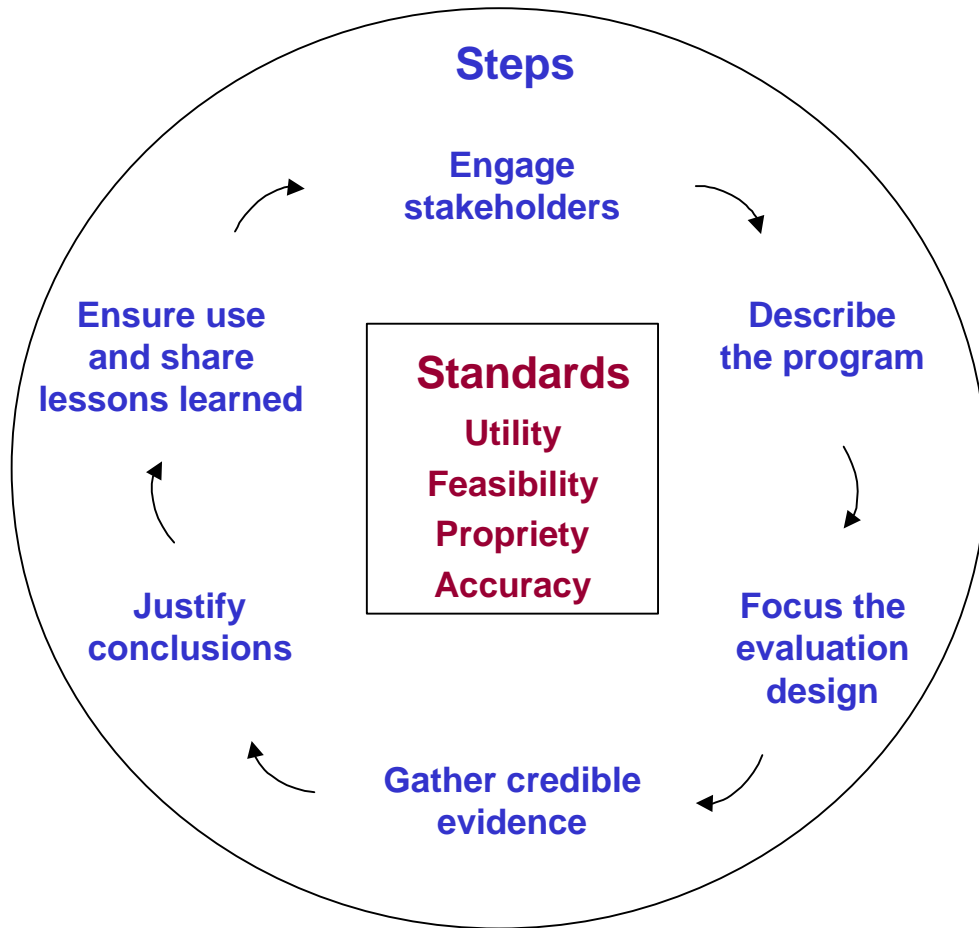 Steps
Engage
stakeholders
Describe
the program
Focus the
evaluation
design
Gather credible
evidence
Justify
conclusions
Ensure use
and share
lessons learned
Standards
Utility
Feasibility
Propriety
Accuracy